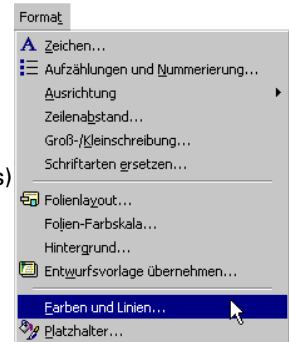 Format
Zeichen...
Aufzählungen und Nummerierung...
Ausrichtung
Zeilenabstand...
Groß-/Kleinschreibung...
Schriftarten ersetzen...
s)
Folienlayout...
Folien-Farbskala...
Hintergrund...
Entwurfsvorlage übernehmen...
Farben und Linien...
Platzhalter...